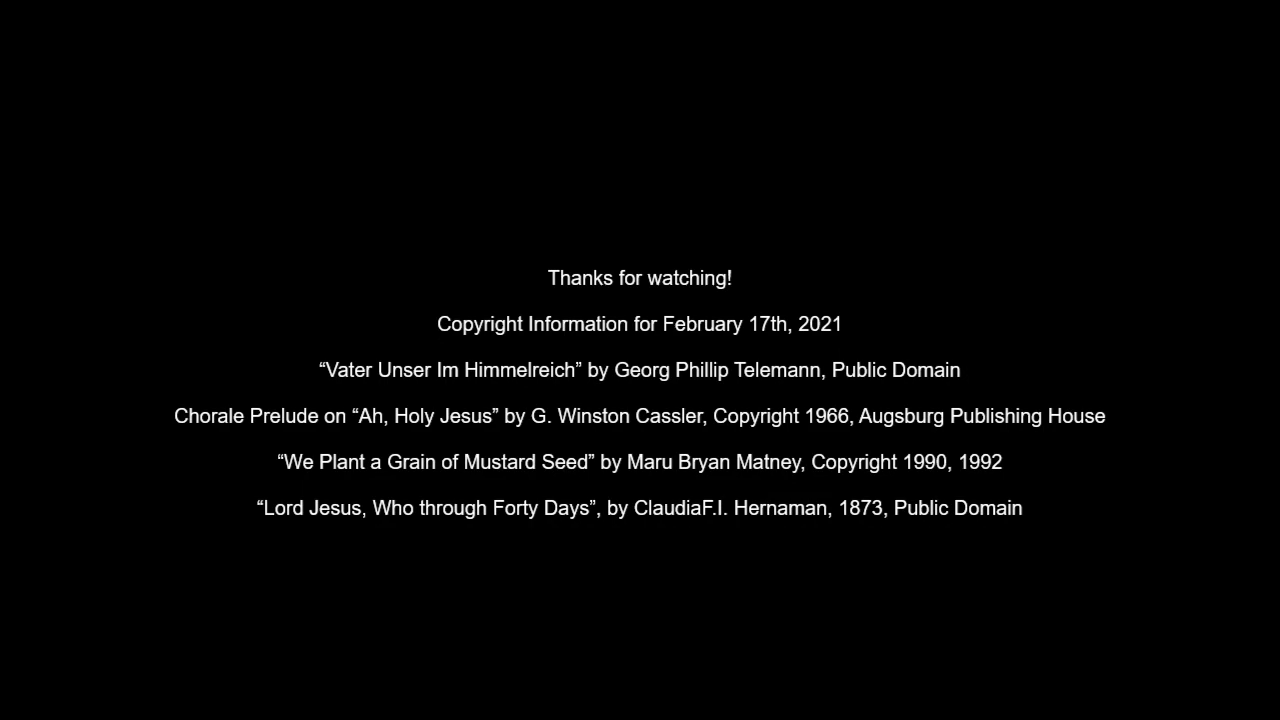 Thanks for watching!
Copyright Information for February 17th, 2021
“Vater Unser Im Himmelreich” by Georg Phillip Telemann, Public Domain
Chorale Prelude on “Ah, Holy Jesus” by G. Winston Cassler, Copyright 1966, Augsburg Publishing House
“We Plant a Grain of Mustard Seed” by Maru Bryan Matney, Copyright 1990, 1992
“Lord Jesus, Who through Forty Days”, by ClaudiaF.I. Hernaman, 1873, Public Domain